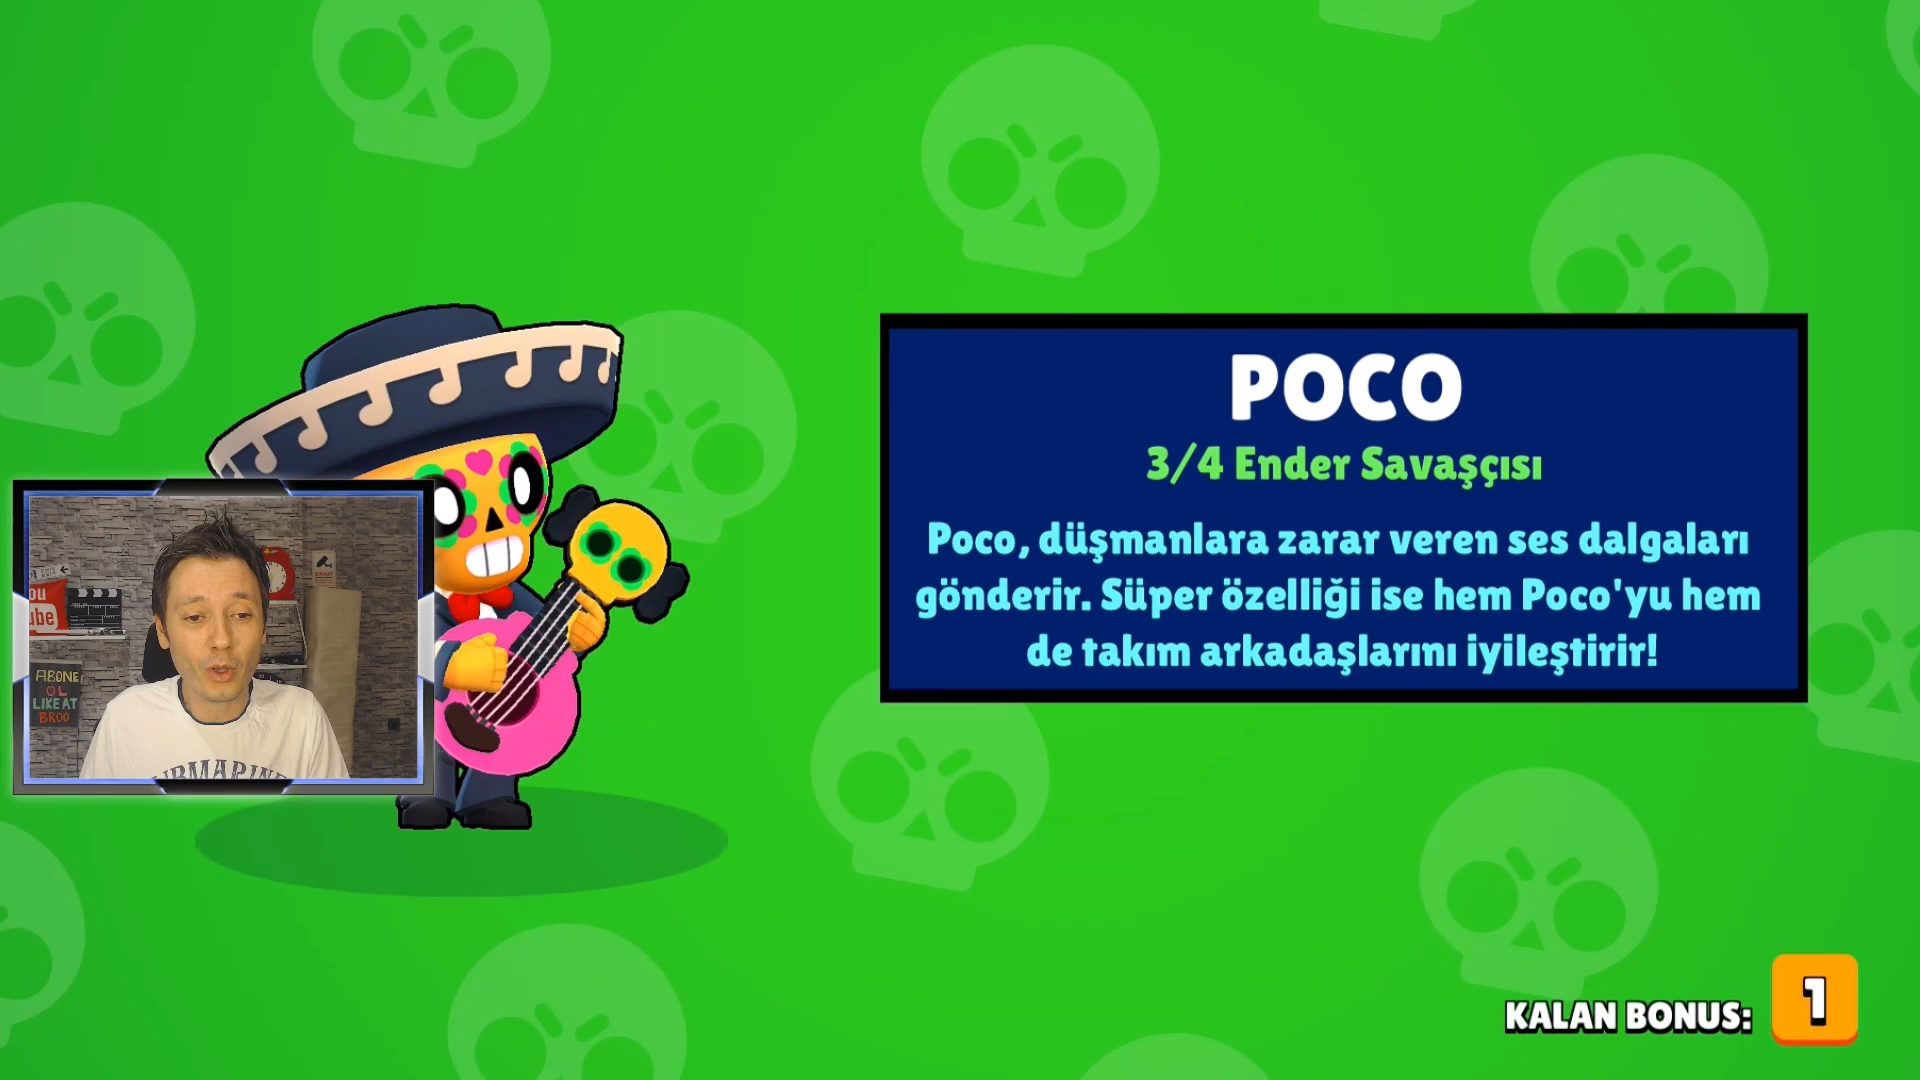 POCO
3/4 Ender Savaşçısı
Poco, düşmanlara zarar veren ses dalgaları
gönderir. Süper özelliği ise hem Poco'yu hem
de takım arkadaşlarını iyileştirir!
ABONE
OL
LIKE AT
BROO
KALAN BONUS: 1